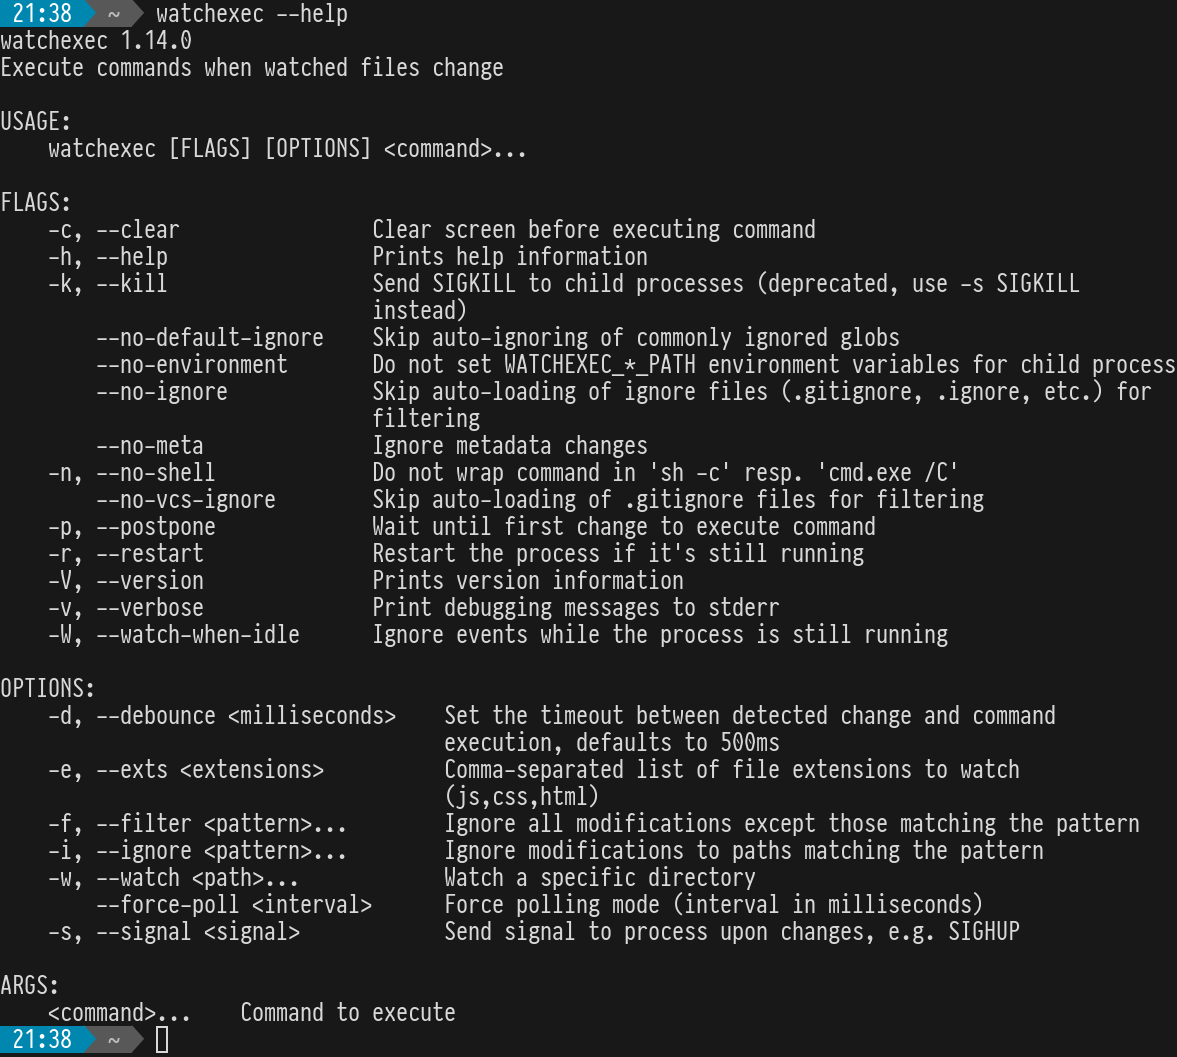 21:38 ~ watchexec --help
watchexec 1.14.0
Execute commands when watched files change

USAGE:
    watchexec [FLAGS] [OPTIONS] <command>...

FLAGS:
    -c, --clear                Clear screen before executing command
    -h, --help                 Prints help information
    -k, --kill                 Send SIGKILL to child processes (deprecated, use -s SIGKILL
                               instead)
        --no-default-ignore    Skip auto-ignoring of commonly ignored globs
        --no-environment       Do not set WATCHEXEC_*_PATH environment variables for child process
        --no-ignore            Skip auto-loading of ignore files (.gitignore, .ignore, etc.) for
                               filtering
        --no-meta              Ignore metadata changes
    -n, --no-shell             Do not wrap command in 'sh -c' resp. 'cmd.exe /C'
        --no-vcs-ignore        Skip auto-loading of .gitignore files for filtering
    -p, --postpone             Wait until first change to execute command
    -r, --restart              Restart the process if it's still running
    -V, --version              Prints version information
    -v, --verbose              Print debugging messages to stderr
    -W, --watch-when-idle      Ignore events while the process is still running

OPTIONS:
    -d, --debounce <milliseconds>    Set the timeout between detected change and command
                                     execution, defaults to 500ms
    -e, --exts <extensions>          Comma-separated list of file extensions to watch
                                     (js,css,html)
    -f, --filter <pattern>...        Ignore all modifications except those matching the pattern
    -i, --ignore <pattern>...        Ignore modifications to paths matching the pattern
    -w, --watch <path>...            Watch a specific directory
        --force-poll <interval>      Force polling mode (interval in milliseconds)
    -s, --signal <signal>            Send signal to process upon changes, e.g. SIGHUP

ARGS:
    <command>...    Command to execute
21:38 ~